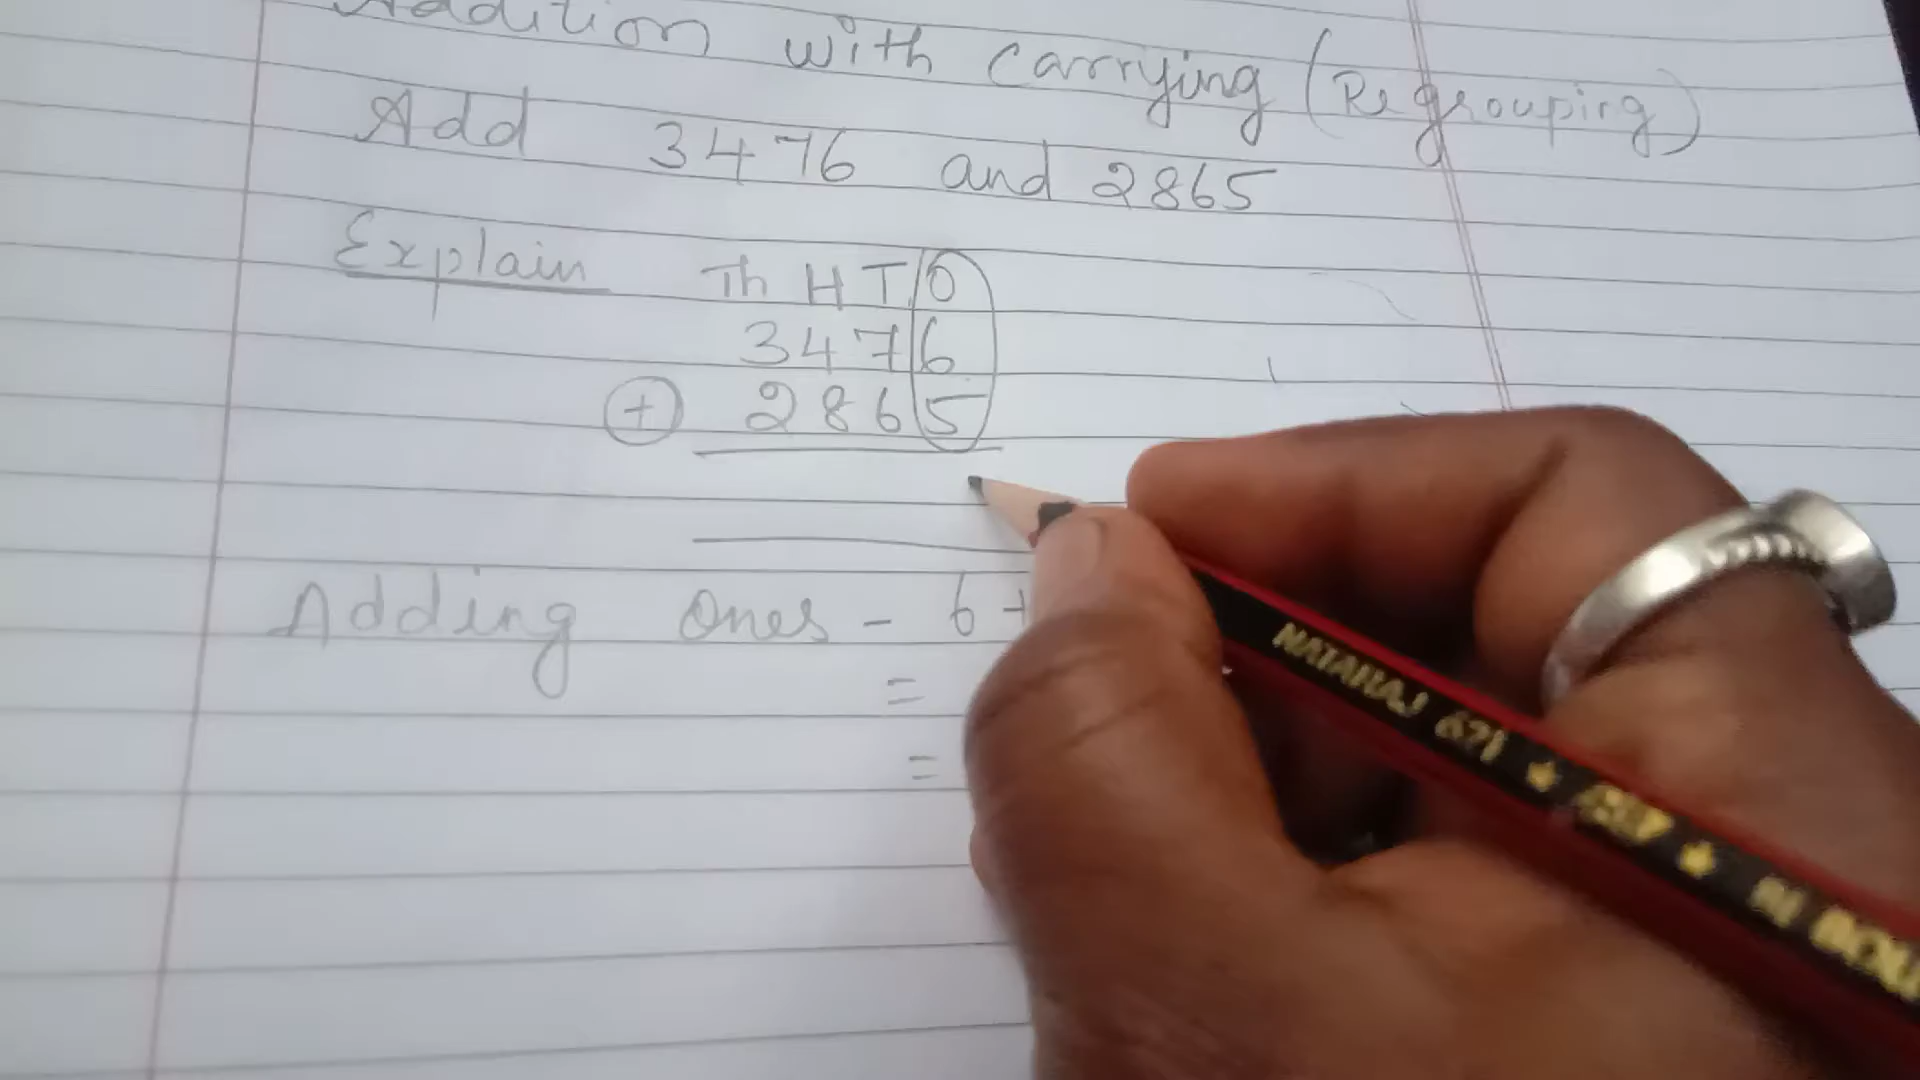 Addition with Carrying (Regrouping)
Add 3476 and 2865
Explain Th H T O
3476
+ 2865
Adding Ones - 6 +
=
=
NATARAJ 621